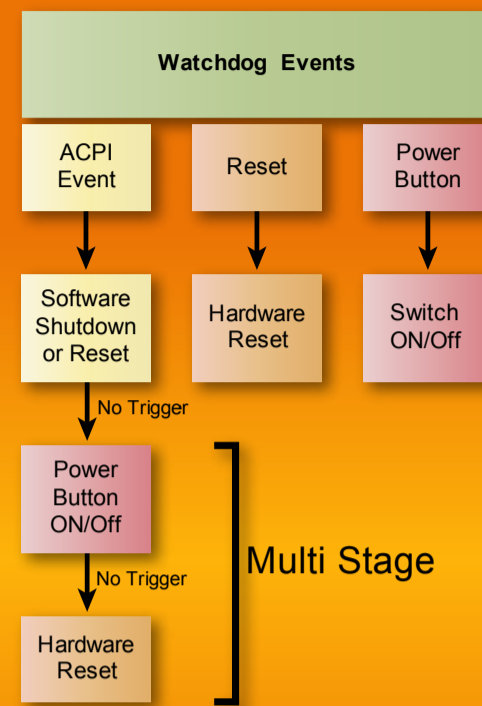 Watchdog Events
ACPI
Event
Reset
Power
Button
Software
Shutdown
or Reset
Hardware
Reset
Switch
ON/Off
No Trigger
Power
Button
ON/Off
Multi Stage
No Trigger
Hardware
Reset